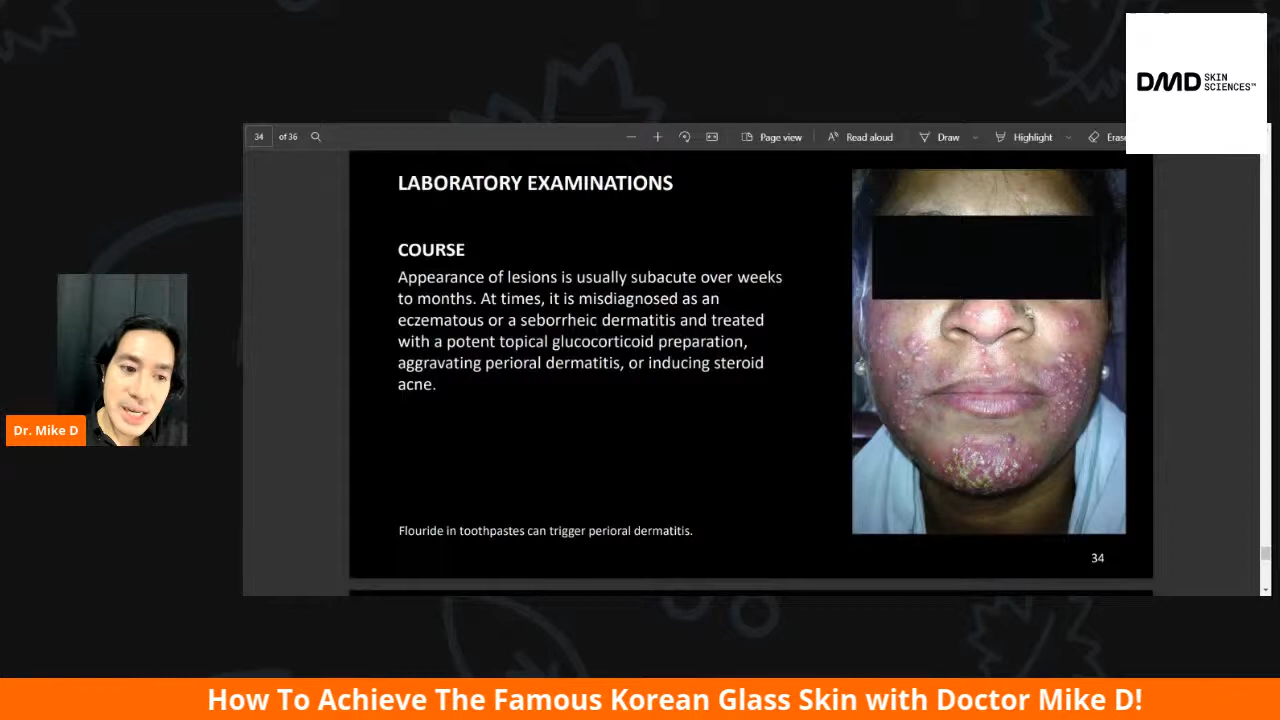 DMD SKIN
SCIENCES™
34 of 36 Page view Read aloud Draw Highlight Eras
LABORATORY EXAMINATIONS
COURSE
Appearance of lesions is usually subacute over weeks
to months. At times, it is misdiagnosed as an
eczematous or a seborrheic dermatitis and treated
with a potent topical glucocorticoid preparation,
aggravating perioral dermatitis, or inducing steroid
acne.
Dr. Mike D
Flouride in toothpastes can trigger perioral dermatitis.
34
How To Achieve The Famous Korean Glass Skin with Doctor Mike D!